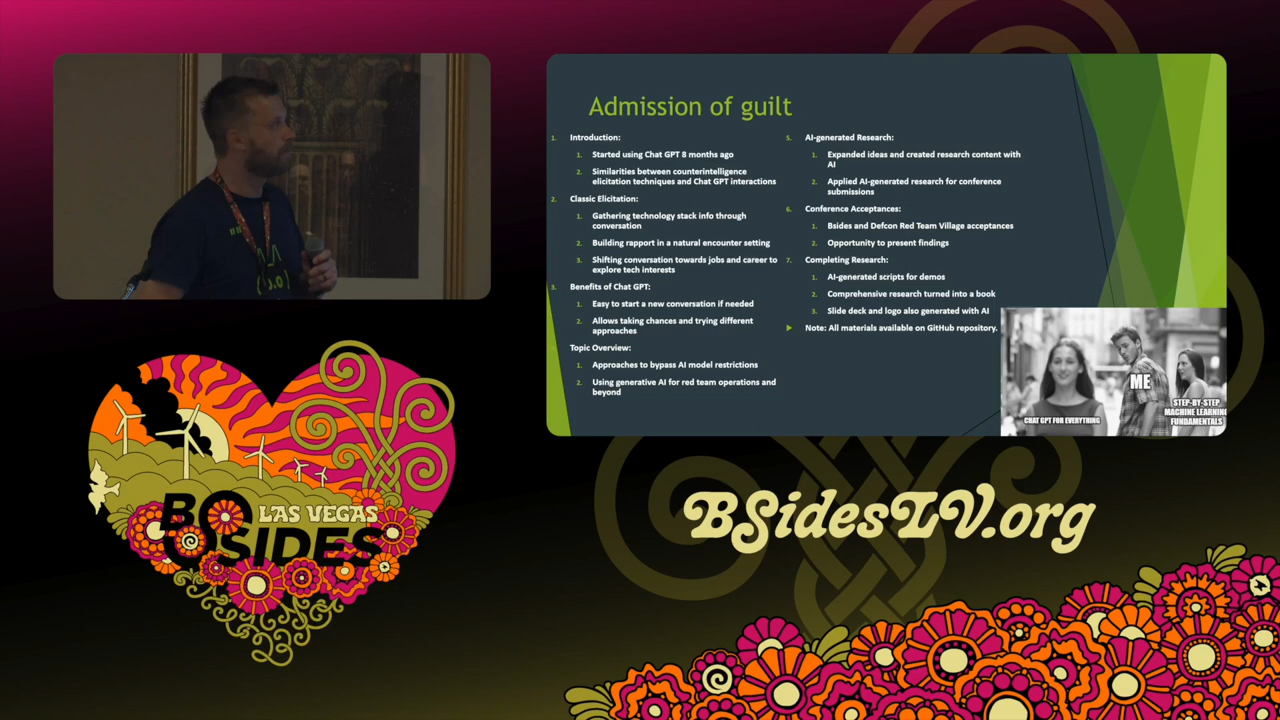 Admission of guilt
1. Introduction:
1. Started using Chat GPT 8 months ago
2. Similarities between counterintelligence
elicitation techniques and Chat GPT interactions
2. Classic Elicitation:
1. Gathering technology stack info through
conversation
2. Building rapport in a natural encounter setting
3. Shifting conversation towards jobs and career to
explore tech interests
3. Benefits of Chat GPT:
1. Easy to start a new conversation if needed
2. Allows taking chances and trying different
approaches
Topic Overview:
1. Approaches to bypass AI model restrictions
2. Using generative AI for red team operations and
beyond
5. AI-generated Research:
1. Expanded ideas and created research content with
AI
2. Applied AI-generated research for conference
submissions
6. Conference Acceptances:
1. Bsides and Defcon Red Team Village acceptances
2. Opportunity to present findings
7. Completing Research:
1. AI-generated scripts for demos
2. Comprehensive research turned into a book
3. Slide deck and logo also generated with AI
Note: All materials available on GitHub repository.
CHAT GPT FOR EVERYTHING
ME
STEP-BY-STEP
MACHINE LEARNING
FUNDAMENTALS
LAS VEGAS
BSIDES
23
BSidesLV.org